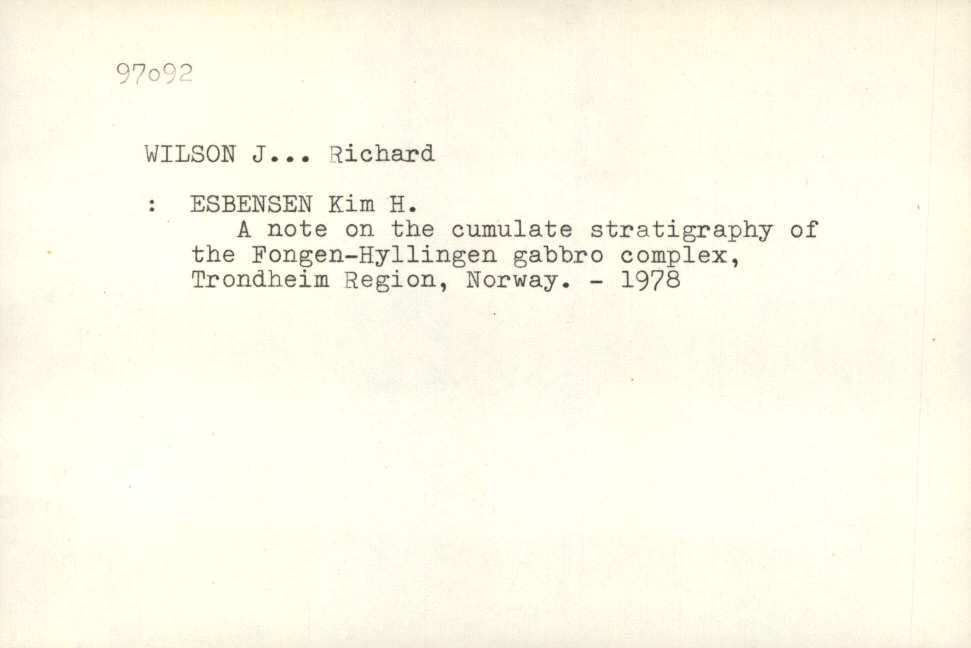 97o92
WILSON J... Richard
: ESBENSEN Kim H.
A note on the cumulate stratigraphy of
the Fongen-Hyllingen gabbro complex,
Trondheim Region, Norway. - 1978